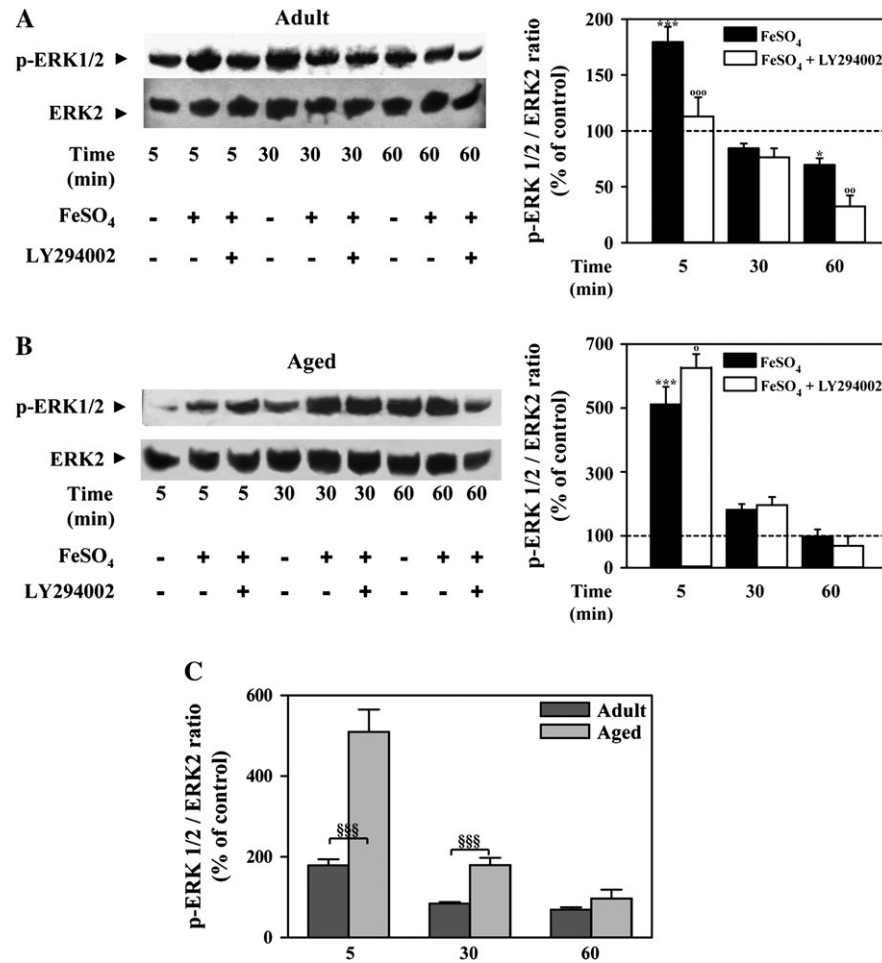 A
Adult
p-ERK1/2 ►
ERK2 ►
Time 5 5 5 30 30 30 60 60 60
(min)
FeSO₄ - + + - + + - + +
LY294002 - - + - - + - - +
p-ERK 1/2 / ERK2 ratio
(% of control)
200
150
100
50
0
*** ooo * oo
FeSO₄
FeSO₄ + LY294002
Time 5 30 60
(min)
B
Aged
p-ERK1/2 ►
ERK2 ►
Time 5 5 5 30 30 30 60 60 60
(min)
FeSO₄ - + + - + + - + +
LY294002 - - + - - + - - +
p-ERK 1/2 / ERK2 ratio
(% of control)
700
500
300
100
0
*** o
FeSO₄
FeSO₄ + LY294002
Time 5 30 60
(min)
C
p-ERK 1/2 / ERK2 ratio
(% of control)
600
400
200
0
§§§ §§§
Adult
Aged
5 30 60